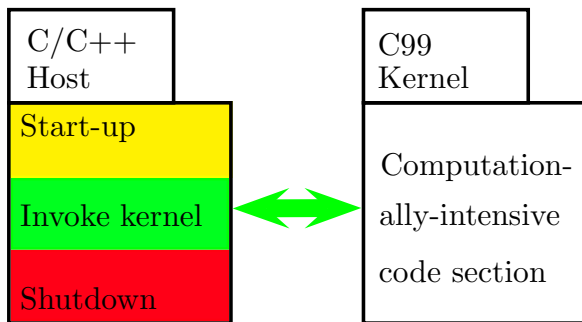 C/C++
Host
Start-up
Invoke kernel
Shutdown
C99
Kernel
Computation-
ally-intensive
code section